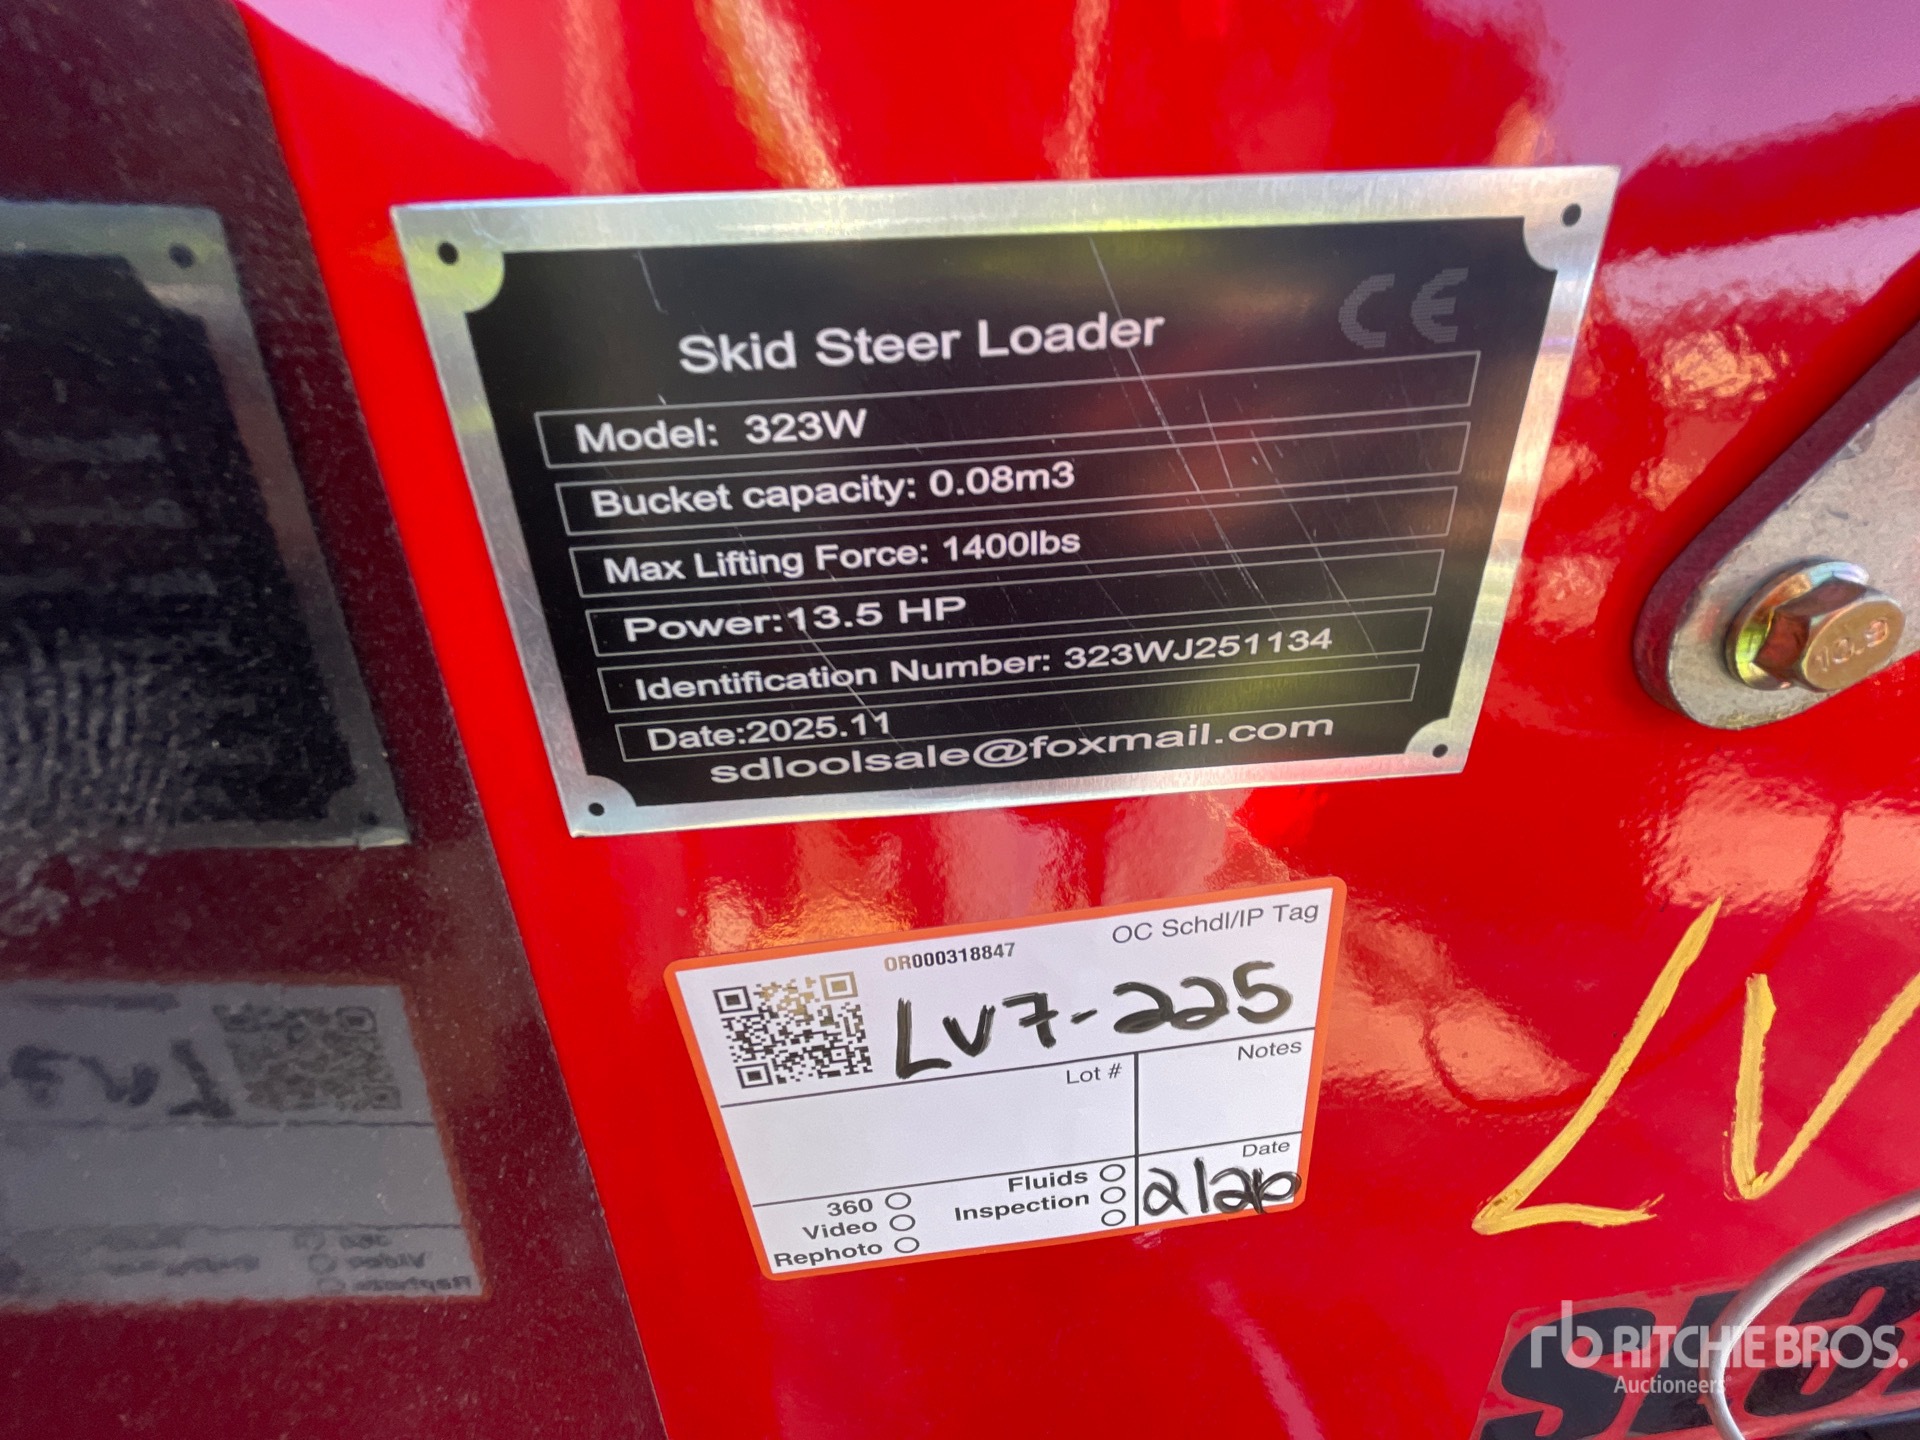 CE
Skid Steer Loader
Model: 323W
Bucket capacity: 0.08m3
Max Lifting Force: 1400lbs
Power:13.5 HP
Identification Number: 323WJ251134
Date:2025.11
sdloolsale@foxmail.com
10.9
OR000318847
OC Schdl/IP Tag
LV7-225
Lot #
Notes
Date
2/26
360
Video
Rephoto
Fluids
Inspection
LV
rb RITCHIE BROS.
Auctioneers